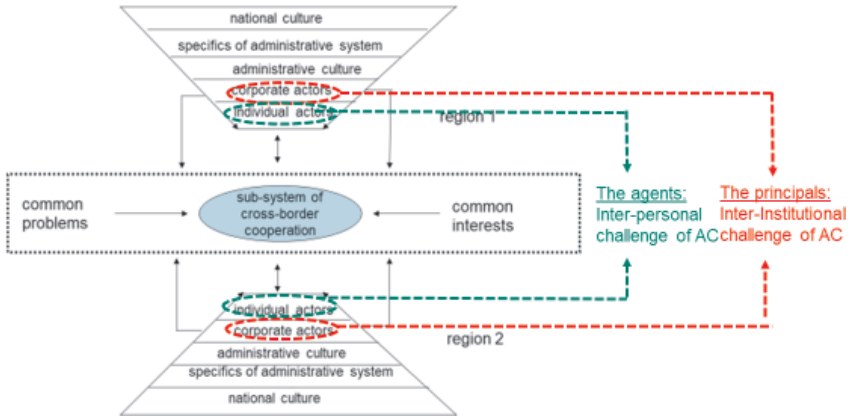 national culture
specifics of administrative system
administrative culture
corporate actors
individual actors
region 1
common
problems
sub-system of
cross-border
cooperation
common
interests
The agents:
Inter-personal
challenge of AC
The principals:
Inter-Institutional
challenge of AC
individual actors
corporate actors
region 2
administrative culture
specifics of administrative system
national culture